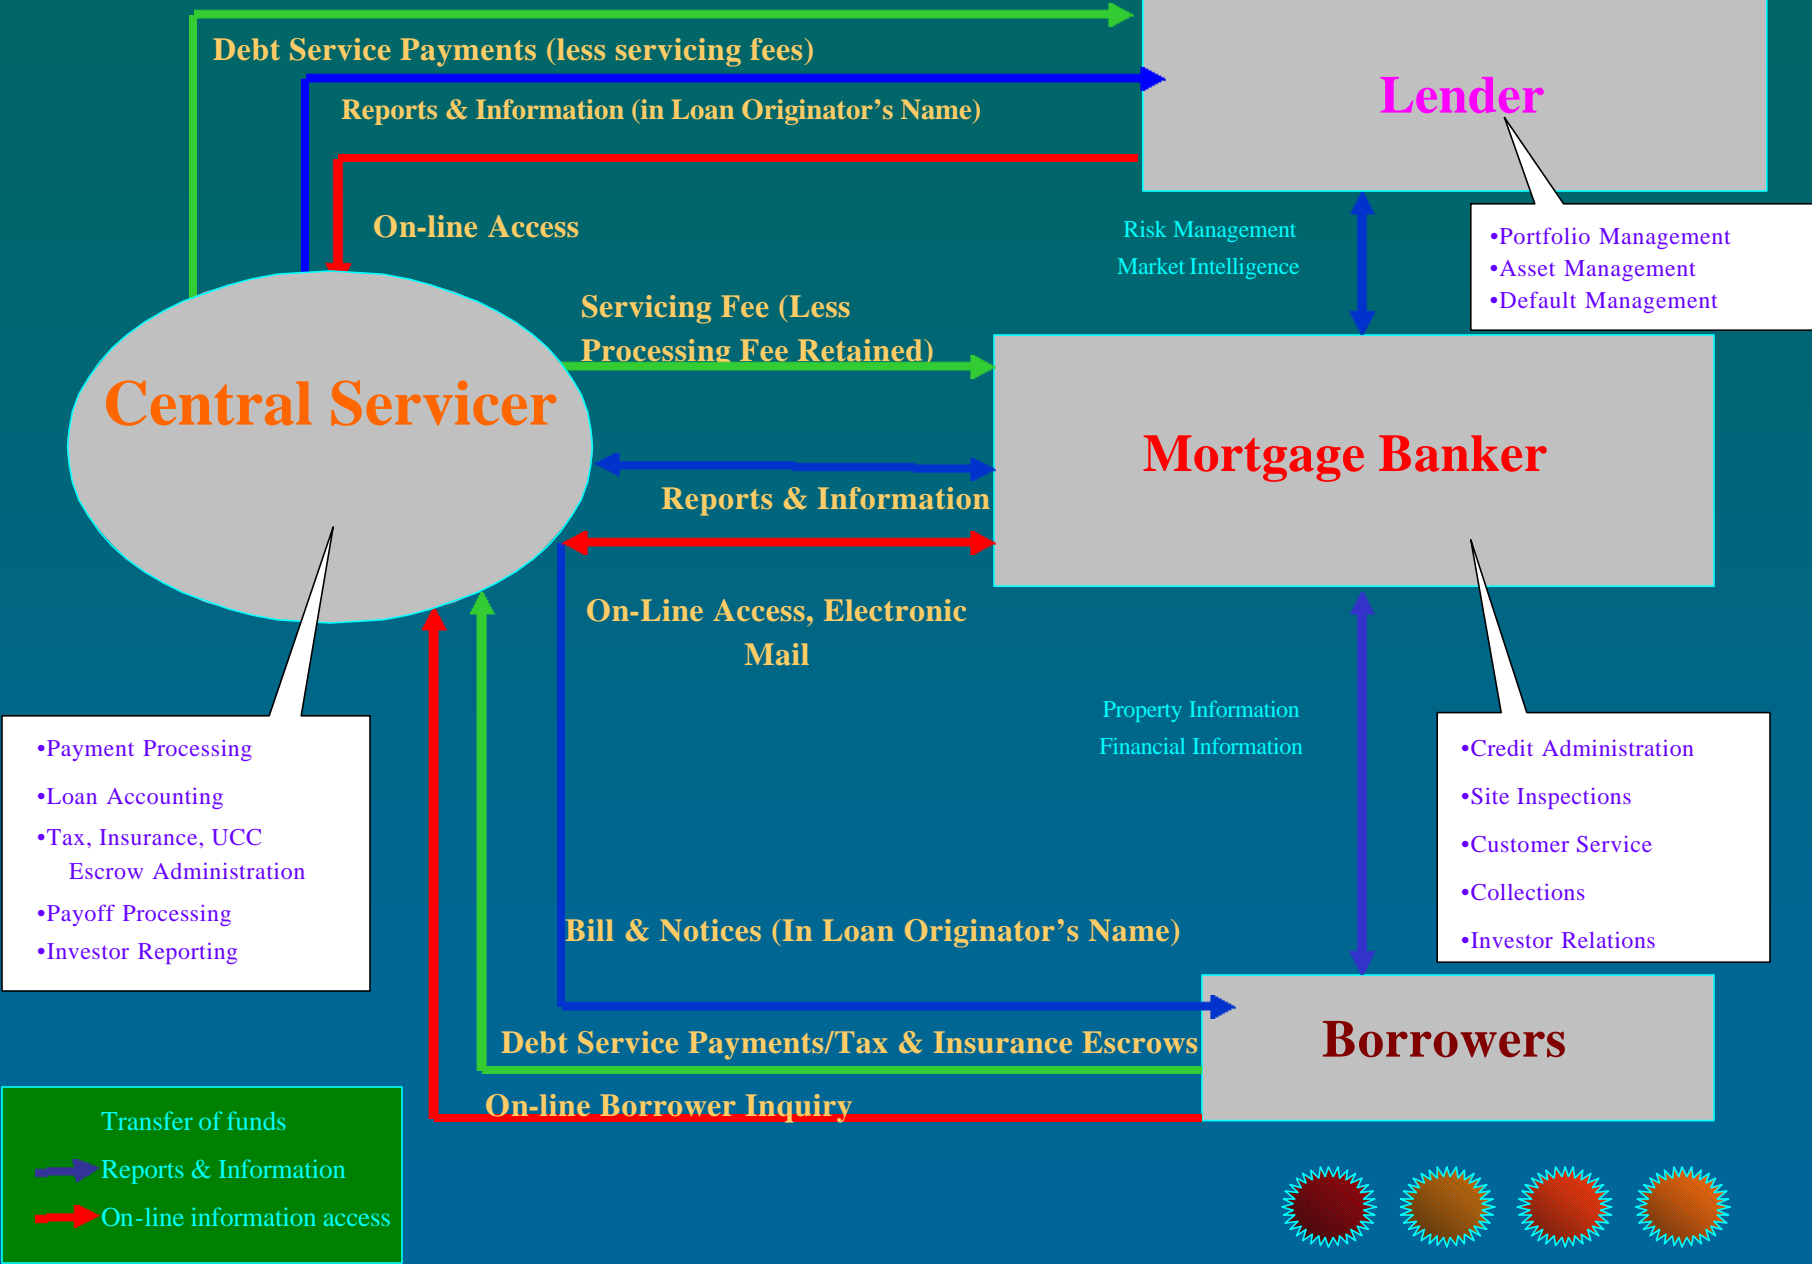 Debt Service Payments (less servicing fees)
Lender
Reports & Information (in Loan Originator’s Name)
On-line Access
Risk Management
Market Intelligence
•Portfolio Management
•Asset Management
•Default Management
Servicing Fee (Less
Processing Fee Retained)
Central Servicer
Mortgage Banker
Reports & Information
On-Line Access, Electronic
Mail
Property Information
Financial Information
•Payment Processing
•Loan Accounting
•Tax, Insurance, UCC
Escrow Administration
•Payoff Processing
•Investor Reporting
•Credit Administration
•Site Inspections
•Customer Service
•Collections
•Investor Relations
Bill & Notices (In Loan Originator’s Name)
Debt Service Payments/Tax & Insurance Escrows
Borrowers
On-line Borrower Inquiry
Transfer of funds
Reports & Information
On-line information access